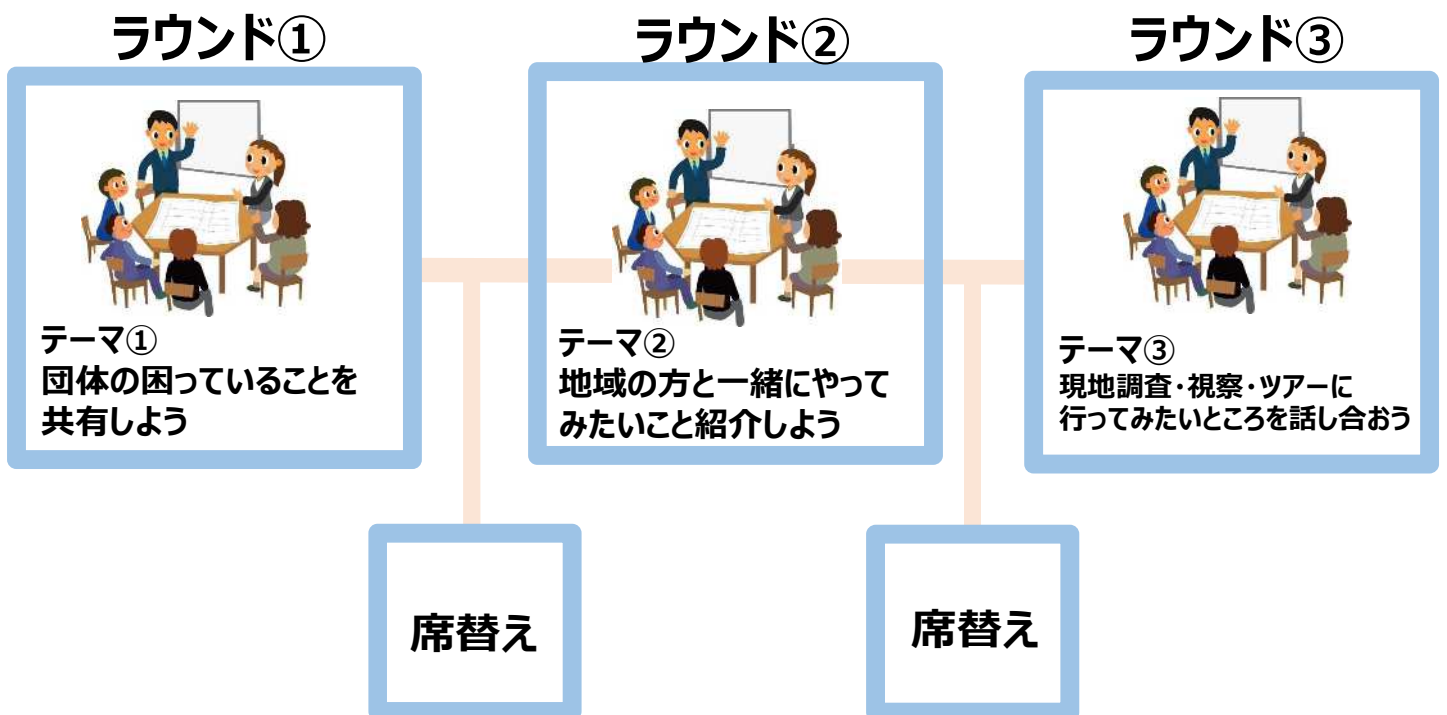 ラウンド①
テーマ①
団体の困っていることを
共有しよう
ラウンド②
テーマ②
地域の方と一緒にやって
みたいこと紹介しよう
ラウンド③
テーマ③
現地調査・視察・ツアーに
行ってみたいところを話し合おう
席替え
席替え